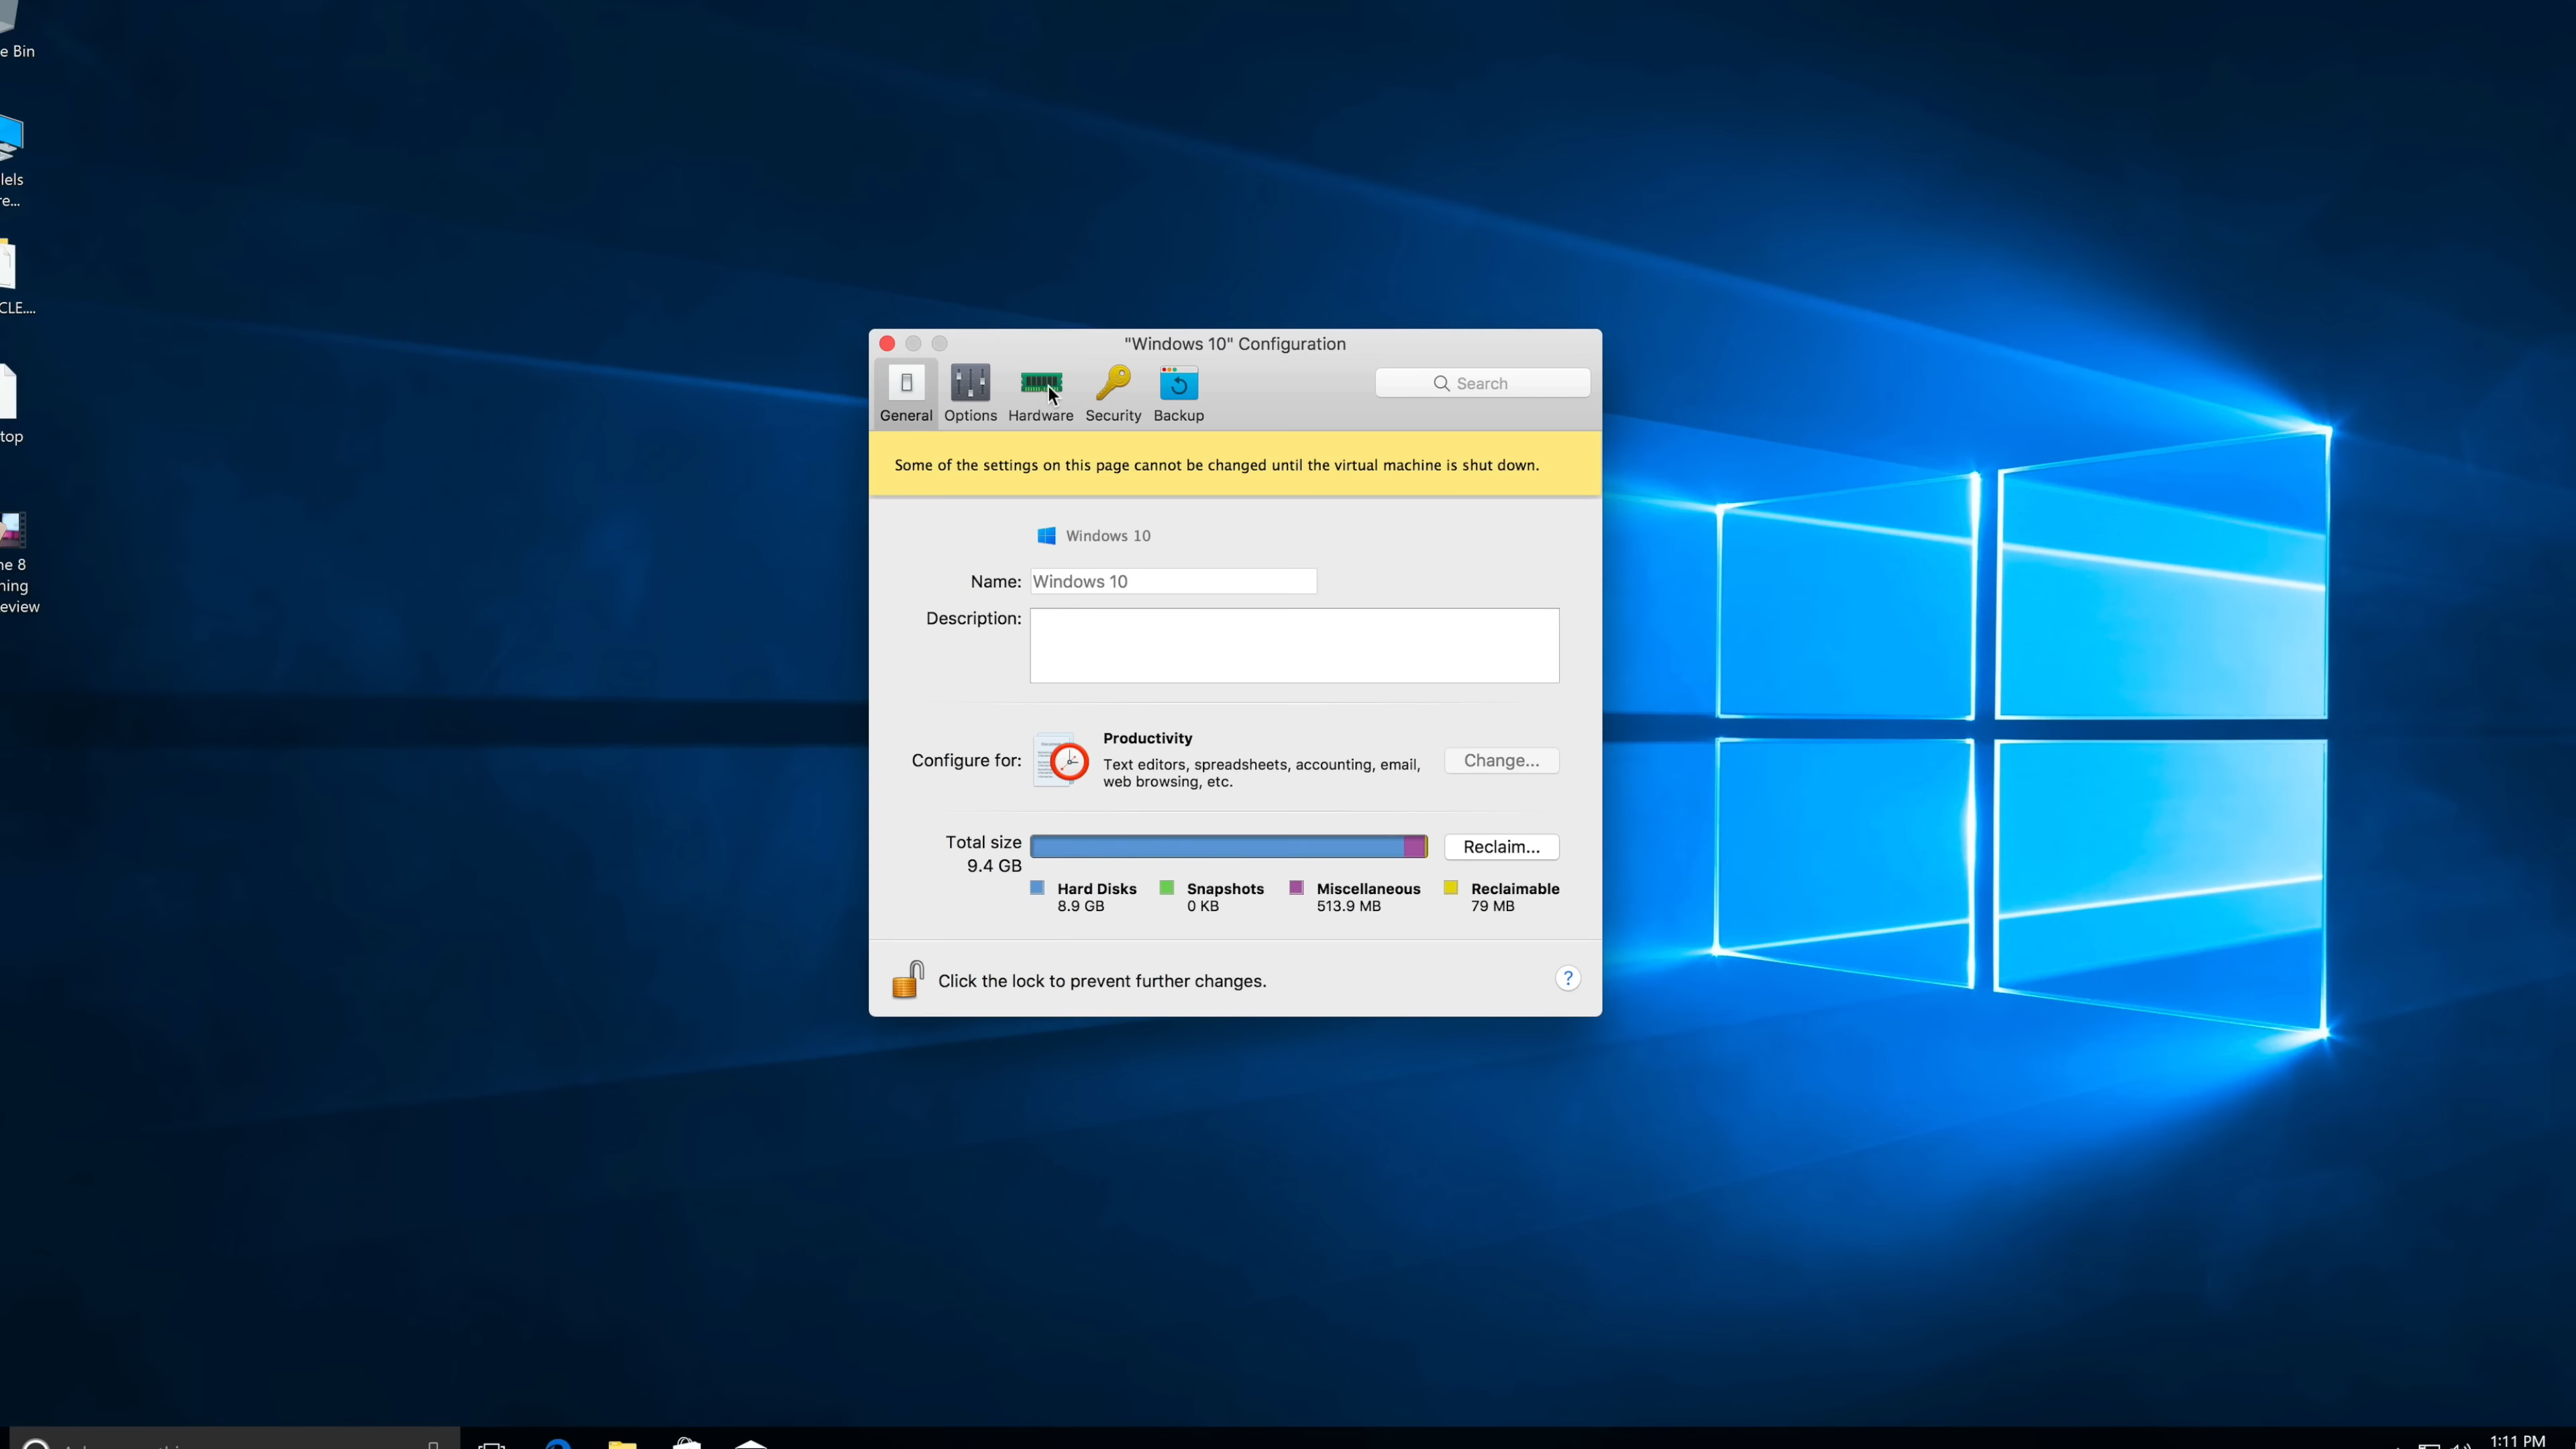 e Bin
lels
re...
CLE....
top
ne 8
ning
eview
"Windows 10" Configuration
General Options Hardware Security Backup
Search
Some of the settings on this page cannot be changed until the virtual machine is shut down.
Windows 10
Name: Windows 10
Description:
Configure for:
Productivity
Text editors, spreadsheets, accounting, email,
web browsing, etc.
Change...
Total size
9.4 GB
Reclaim...
Hard Disks
8.9 GB
Snapshots
0 KB
Miscellaneous
513.9 MB
Reclaimable
79 MB
Click the lock to prevent further changes.
?
1:11 PM